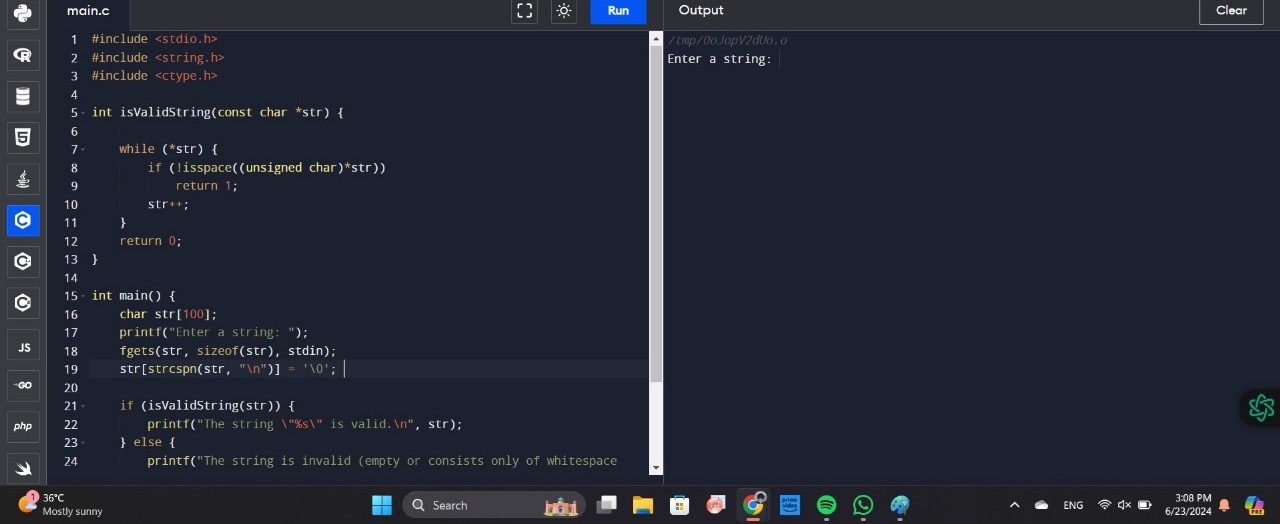 main.c
Run
Output
Clear
1 #include <stdio.h>
2 #include <string.h>
3 #include <ctype.h>
4
5 int isValidString(const char *str) {
6
7 while (*str) {
8 if (!isspace((unsigned char)*str))
9 return 1;
10 str++;
11 }
12 return 0;
13 }
14
15 int main() {
16 char str[100];
17 printf("Enter a string: ");
18 fgets(str, sizeof(str), stdin);
19 str[strcspn(str, "\n")] = '\0';
20
21 if (isValidString(str)) {
22 printf("The string \"%s\" is valid.\n", str);
23 } else {
24 printf("The string is invalid (empty or consists only of whitespace
/tmp/OoJopV2dUo.o
Enter a string:
JS
GO
php
1
36°C
Mostly sunny
Search
prime video
ENG
3:08 PM
6/23/2024
PRE